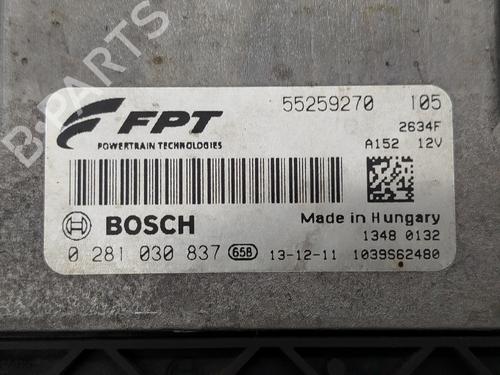 B-PARTS
FPT
POWERTRAIN TECHNOLOGIES
55259270 105
2634F
A152 12V
BOSCH
Made in Hungary
1348 0132
0 281 030 837 65B 13-12-11 1039S62480